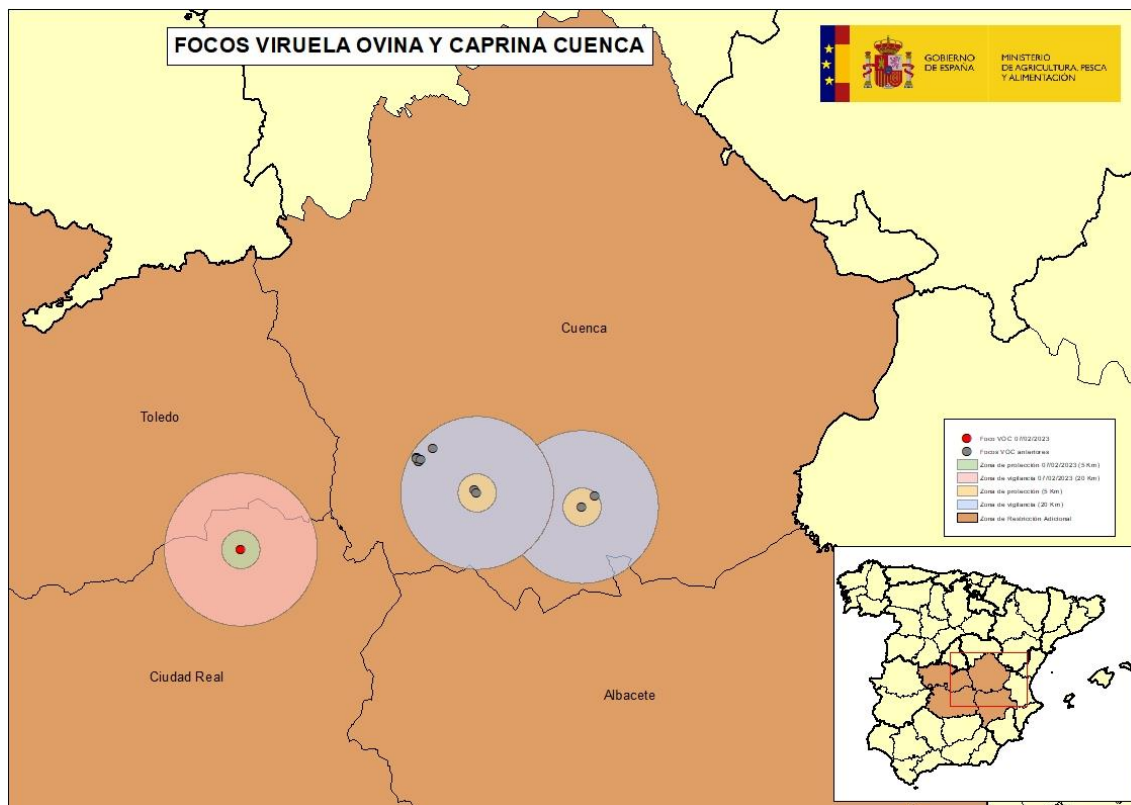 FOCOS VIRUELA OVINA Y CAPRINA CUENCA
GOBIERNO
DE ESPAÑA
MINISTERIO
DE AGRICULTURA, PESCA
Y ALIMENTACIÓN
Cuenca
Toledo
Ciudad Real
Albacete
Foco VOC 07/02/2023
Focos VOC anteriores
Zona de protección 07/02/2023 (5 Km)
Zona de vigilancia 07/02/2023 (20 Km)
Zona de protección (5 Km)
Zona de vigilancia (20 Km)
Zona de Restricción Adicional